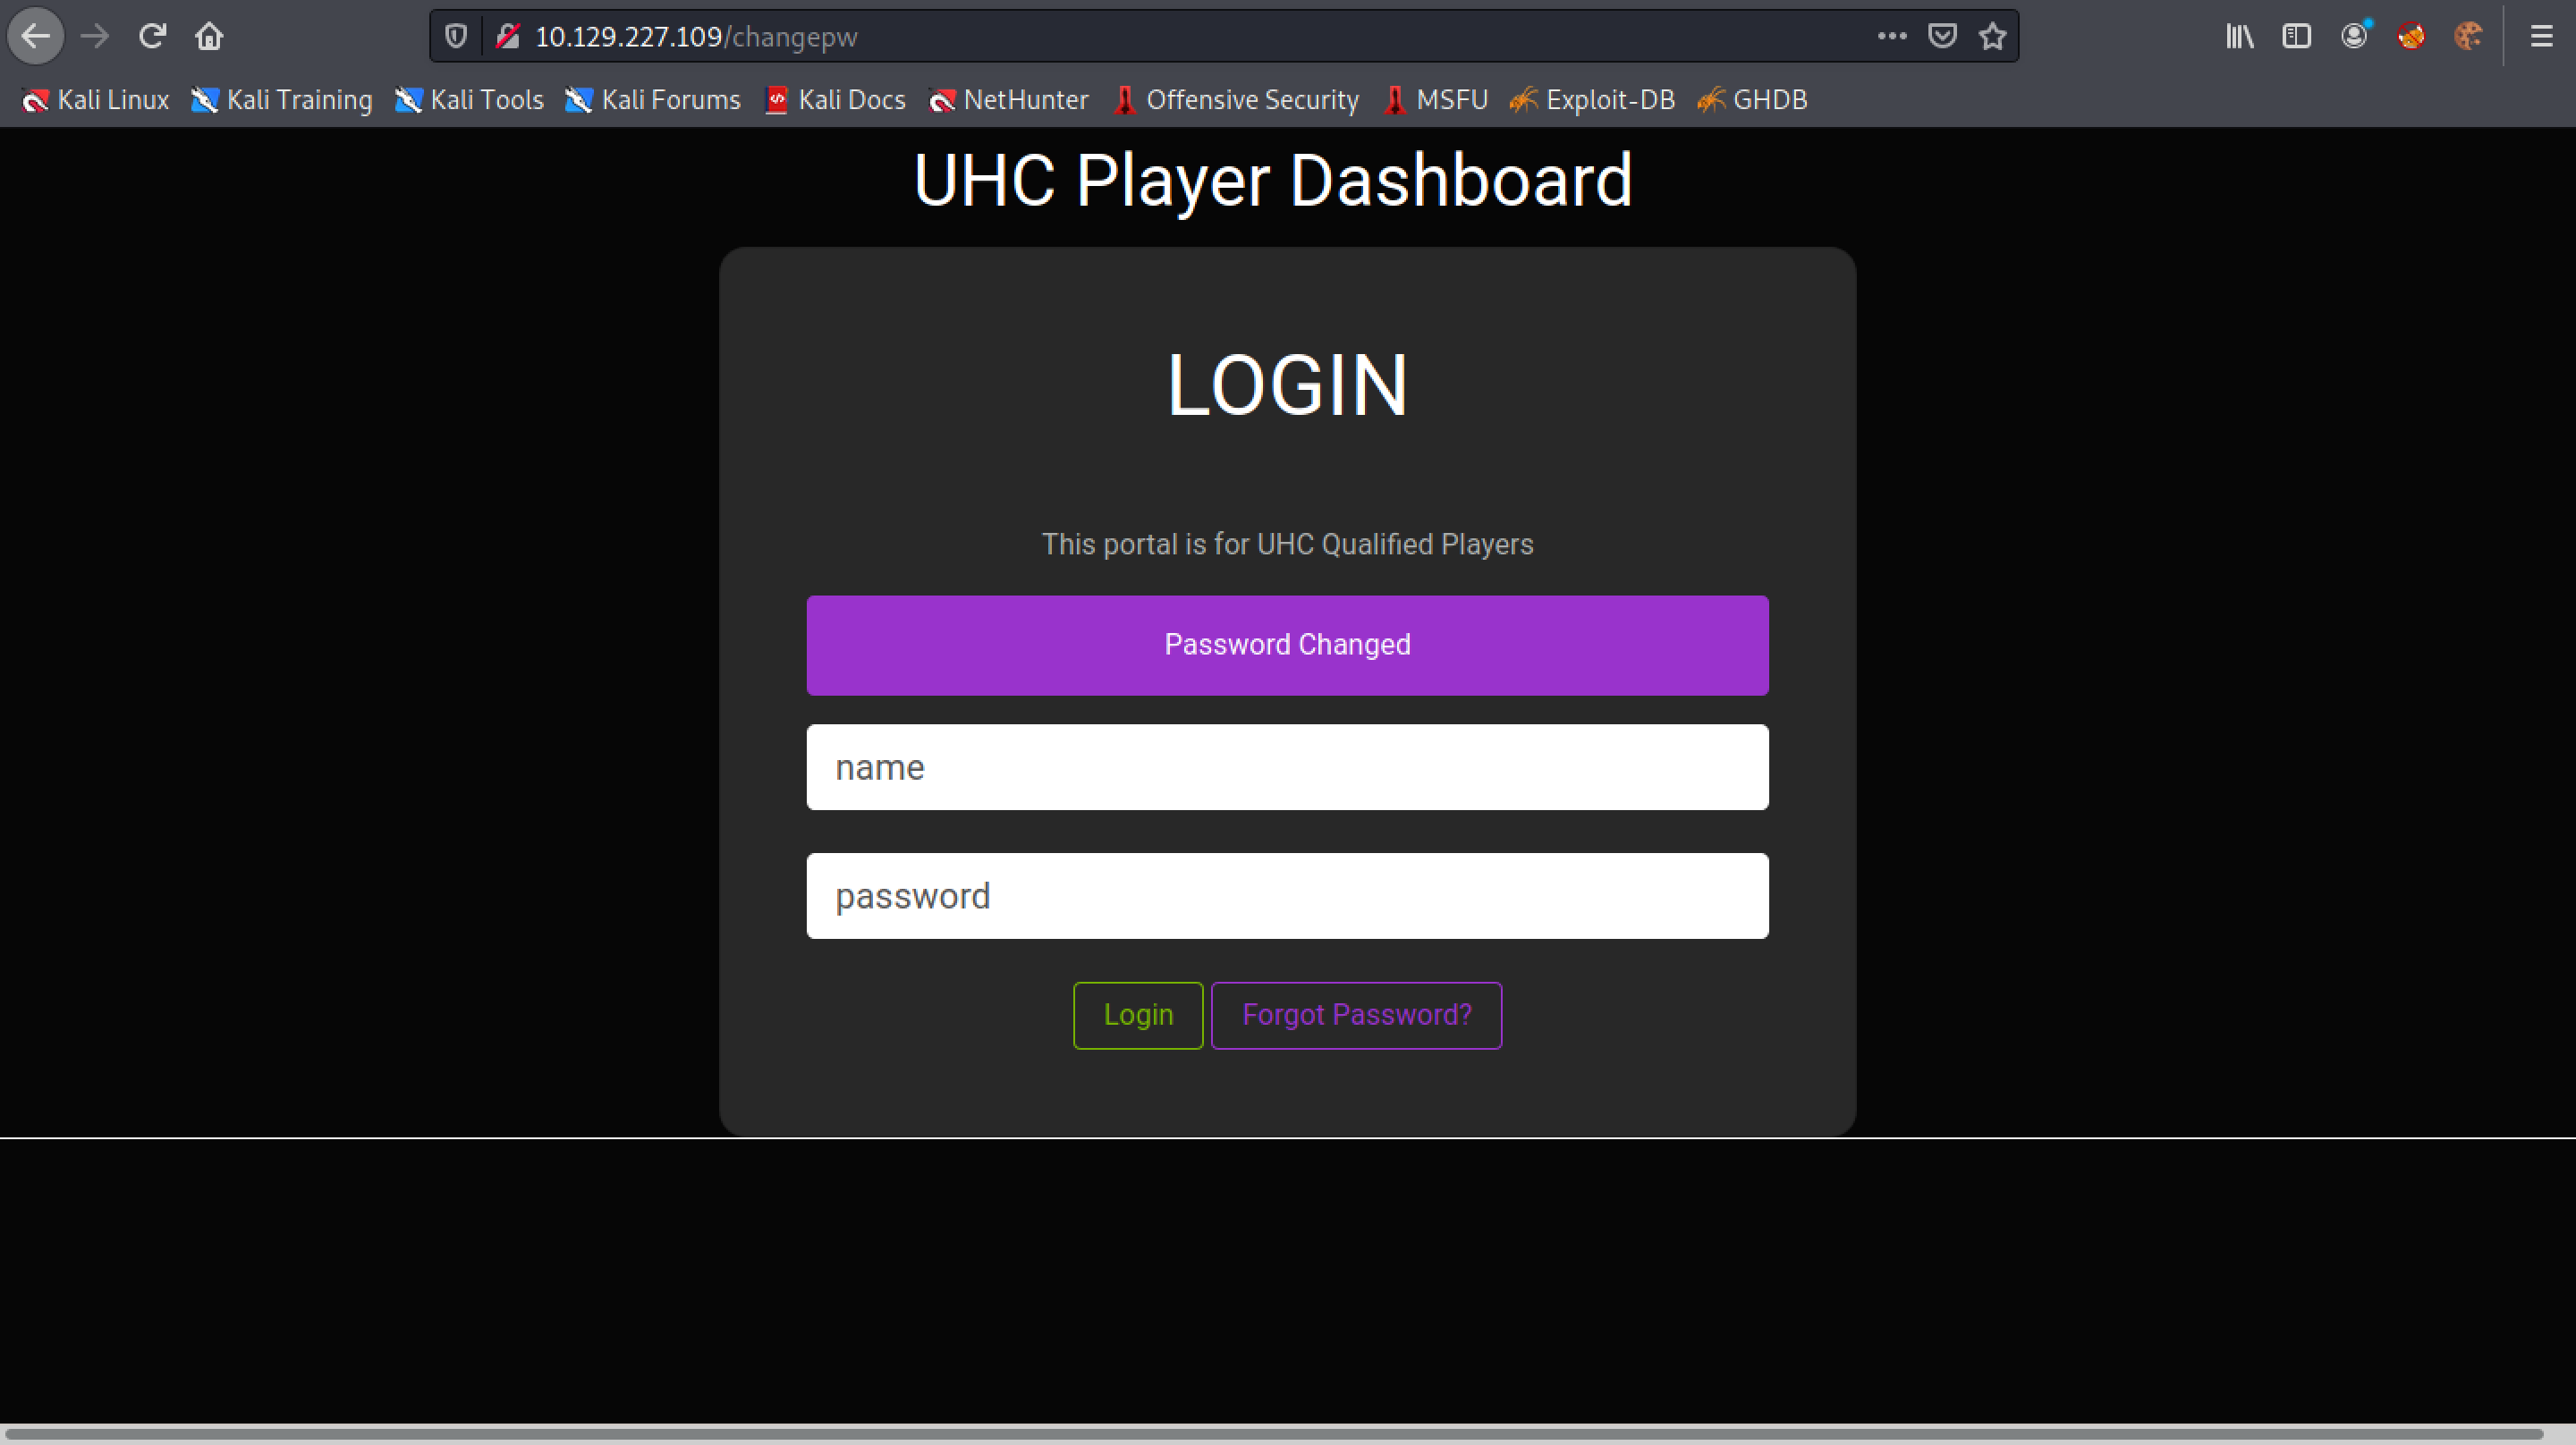 10.129.227.109/changepw
Kali Linux Kali Training Kali Tools Kali Forums Kali Docs NetHunter Offensive Security MSFU Exploit-DB GHDB
UHC Player Dashboard
LOGIN
This portal is for UHC Qualified Players
Password Changed
name
password
Login Forgot Password?